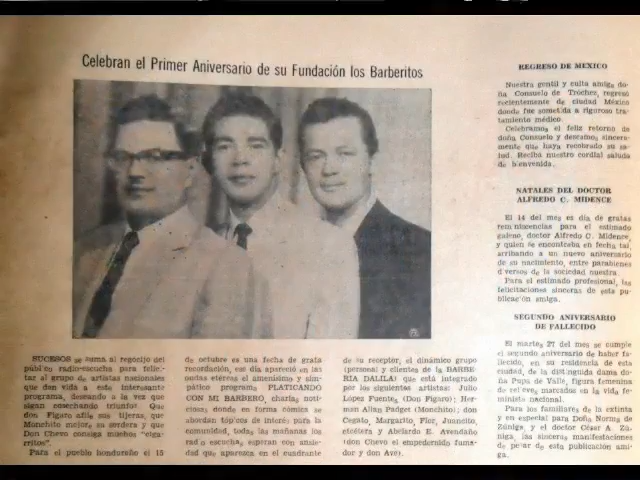 Celebran el Primer Aniversario de su Fundación los Barberitos
SUCESOS se suma al regocijo del
público radio-escucha para felici-
tar al grupo de artistas nacionales
que dan vida a este interesante
programa, deseando a la vez que
sigan cosechando triunfos Que
don Fígaro afile sus tijeras, que
Monchito mejore su sordera y que
Don Chevo consiga muchos "ciga-
rritos".
Para el pueblo hondureño el 15
de octubre es una fecha de grata
recordación, ese día apareció en las
ondas etéreas el amenísimo y sim-
pático programa PLATICANDO
CON MI BARBERO, charlas noti-
ciosas donde en forma cómica se
abordan tópicos de interés para la
comunidad, todas las mañanas los
radio escuchas, esperan con ansie-
dad que aparezca en el cuadrante
de su receptor, el dinámico grupo
(personal y clientes de la BARBE-
RIA DALILA) que está integrado
por los siguientes artistas: Julio
López Fuentes (Don Fígaro); Her-
man Allan Padget (Monchito); don
Cegato, Margarito, Flor, Juancito,
etcétera y Abelardo E. Avendaño
(don Chevo el empedernido fuma-
dor y don Ave).
REGRESO DE MEXICO
Nuestra gentil y culta amiga do-
ña Consuelo de Tróchez, regresó
recientemente de ciudad México
donde fue sometida a riguroso tra-
tamiento médico.
Celebramos el feliz retorno de
doña Consuelo y deseamos sincera-
mente que haya recobrado su sa-
lud. Reciba nuestro cordial saludo
de bienvenida.
NATALES DEL DOCTOR
ALFREDO C. MIDENCE
El 14 del mes es día de gratas
reminiscencias para el estimado
galeno, doctor Alfredo C. Midence,
y quien se encontraba en fecha tal,
arribando a un nuevo aniversario
de su nacimiento, entre parabienes
diversos de la sociedad nuestra.
Para el estimado profesional, las
felicitaciones sinceras de esta pu-
blicación amiga.
SEGUNDO ANIVERSARIO
DE FALLECIDO
El martes 27 del mes se cumple
el segundo aniversario de haber fa-
llecido, en su residencia de esta
ciudad, de la distinguida dama do-
ña Pupa de Valle, figura femenina
de relieves marcados en la vida fe-
menina nacional.
Para los familiares de la extinta
y en especial para Doña Norma de
Zúniga, y el doctor César A. Zú-
niga, las sinceras manifestaciones
de pesar de esta publicación ami-
ga.